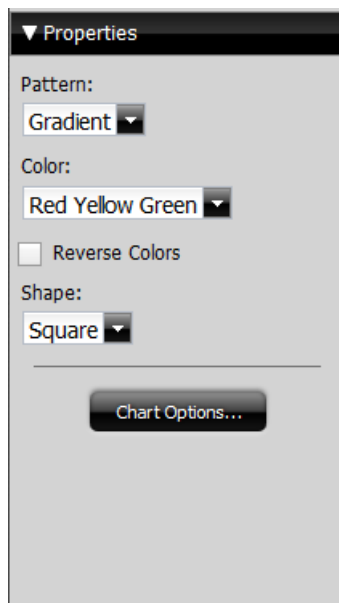 Properties
Pattern:
Gradient
Color:
Red Yellow Green
Reverse Colors
Shape:
Square
Chart Options...